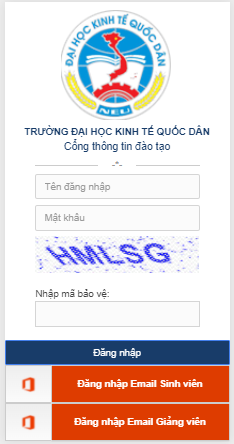 ĐẠI HỌC KINH TẾ QUỐC DÂN
NEU
TRƯỜNG ĐẠI HỌC KINH TẾ QUỐC DÂN
Cổng thông tin đào tạo
-*-
Tên đăng nhập
Mật khẩu
HMLSG
Nhập mã bảo vệ:
Đăng nhập
Đăng nhập Email Sinh viên
Đăng nhập Email Giảng viên